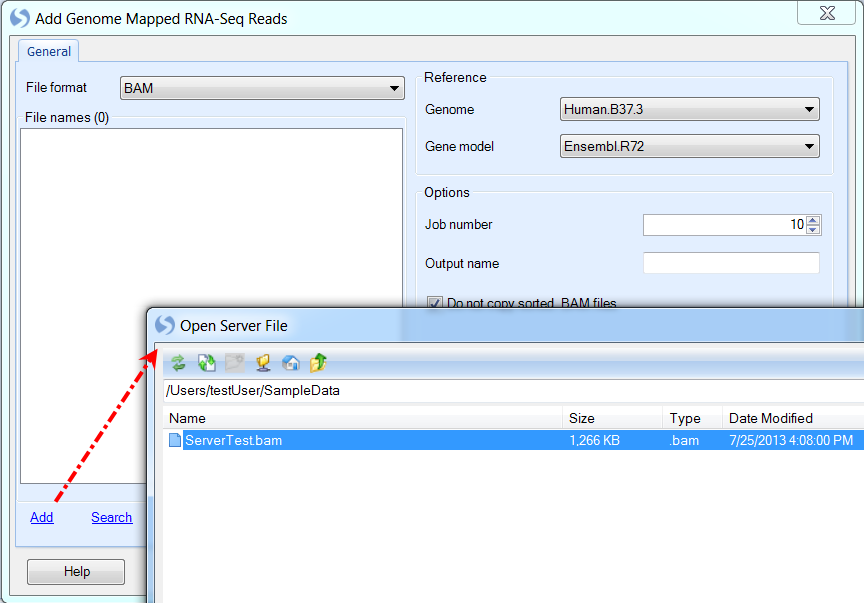 Add Genome Mapped RNA-Seq Reads
General
File format
BAM
File names (0)
Reference
Genome
Human.B37.3
Gene model
Ensembl.R72
Options
Job number
10
Output name
Do not copy sorted .BAM files
Open Server File
/Users/testUser/SampleData
Name Size Type Date Modified
ServerTest.bam 1,266 KB .bam 7/25/2013 4:08:00 PM
Add Search
Help